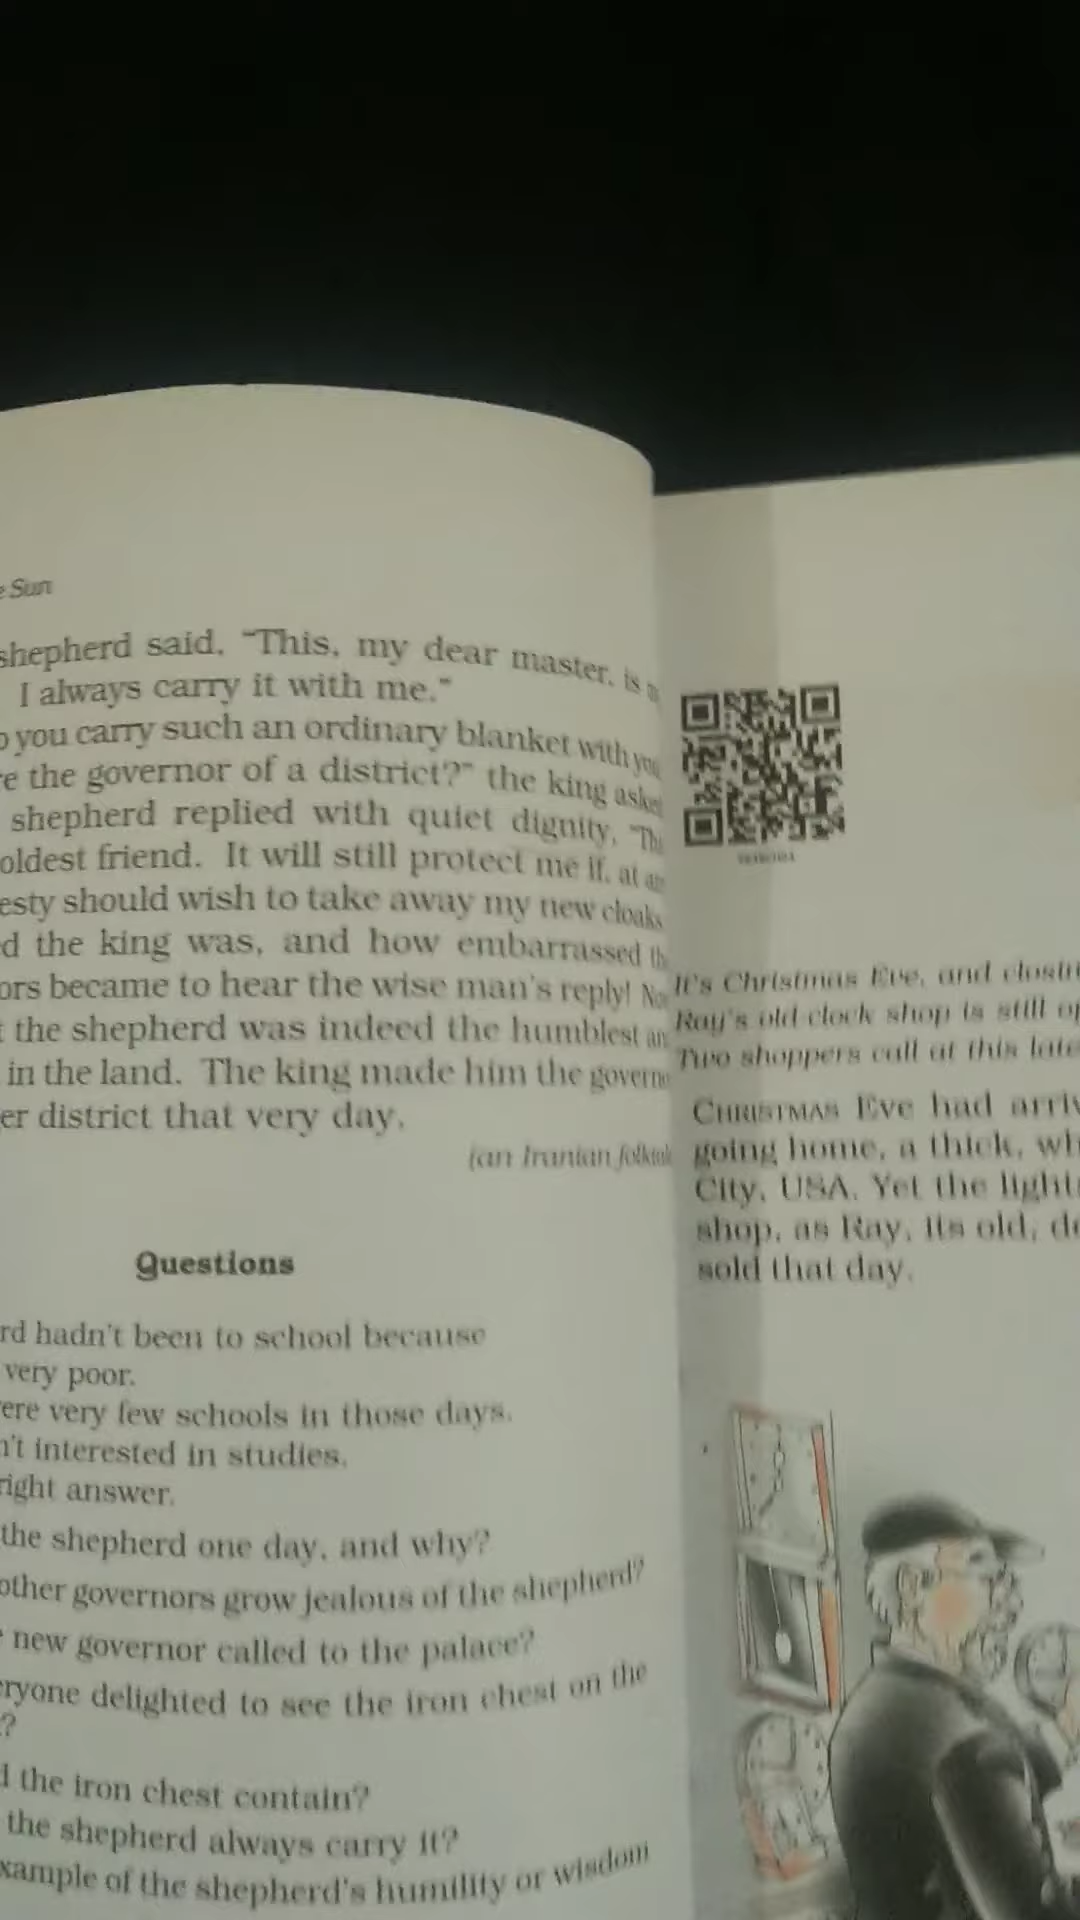 Sun
shepherd said, "This, my dear master, is a
I always carry it with me."
you carry such an ordinary blanket with you
the governor of a district?" the king asked
shepherd replied with quiet dignity, "Th
oldest friend. It will still protect me if, at an
esty should wish to take away my new cloaks
d the king was, and how embarrassed th
ors became to hear the wise man's reply! No
the shepherd was indeed the humblest an
in the land. The king made him the governo
er district that very day.
(an Iranian folktal
Questions
rd hadn't been to school because
very poor.
ere very few schools in those days.
n't interested in studies.
right answer.
the shepherd one day, and why?
other governors grow jealous of the shepherd?
new governor called to the palace?
ryone delighted to see the iron chest on the
?
the iron chest contain?
the shepherd always carry it?
xample of the shepherd's humility or wisdom
It's Christmas Eve, and closin
Ray's old clock shop is still op
Two shoppers call at this late
CHRISTMAS Eve had arriv
going home, a thick, wh
City, USA. Yet the light
shop, as Ray, its old, de
sold that day.